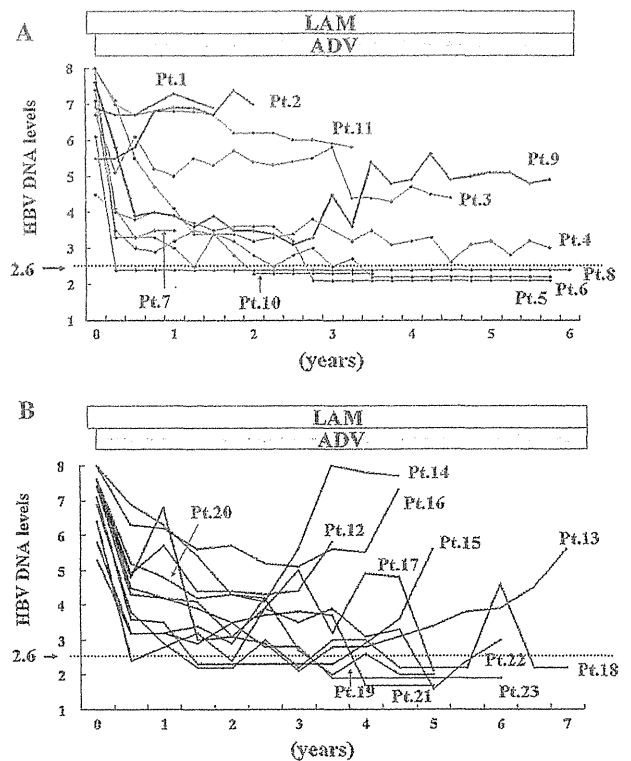 A
LAM
ADV
HBV DNA levels
8
7
6
5
4
3
2.6
2
1
Pt.1
Pt.2
Pt.11
Pt.9
Pt.3
Pt.4
Pt.8
Pt.6
Pt.5
Pt.7
Pt.10
0 1 2 3 4 5 6
(years)
B
LAM
ADV
HBV DNA levels
8
7
6
5
4
3
2.6
2
1
Pt.14
Pt.16
Pt.20
Pt.12
Pt.13
Pt.15
Pt.17
Pt.22
Pt.18
Pt.19
Pt.21
Pt.23
0 1 2 3 4 5 6 7
(years)